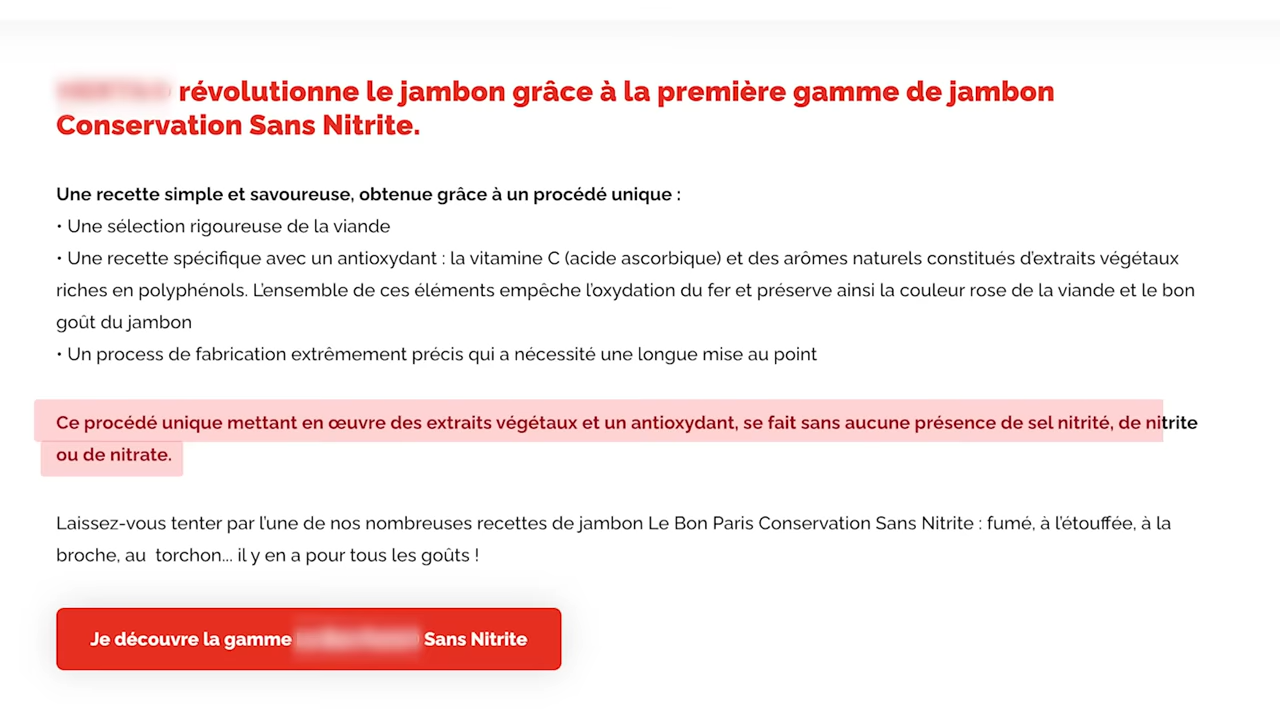 révolutionne le jambon grâce à la première gamme de jambon
Conservation Sans Nitrite.
Une recette simple et savoureuse, obtenue grâce à un procédé unique :
• Une sélection rigoureuse de la viande
• Une recette spécifique avec un antioxydant : la vitamine C (acide ascorbique) et des arômes naturels constitués d'extraits végétaux
riches en polyphénols. L'ensemble de ces éléments empêche l'oxydation du fer et préserve ainsi la couleur rose de la viande et le bon
goût du jambon
• Un process de fabrication extrêmement précis qui a nécessité une longue mise au point
Ce procédé unique mettant en œuvre des extraits végétaux et un antioxydant, se fait sans aucune présence de sel nitrité, de nitrite
ou de nitrate.
Laissez-vous tenter par l'une de nos nombreuses recettes de jambon Le Bon Paris Conservation Sans Nitrite : fumé, à l'étouffée, à la
broche, au  torchon... il y en a pour tous les goûts !
Je découvre la gamme Sans Nitrite